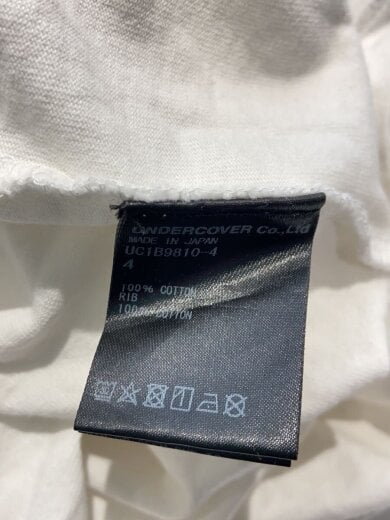 UNDERCOVER Co., Ltd
MADE IN JAPAN
UC1B9810-4
4
100% COTTON
RIB
100% COTTON